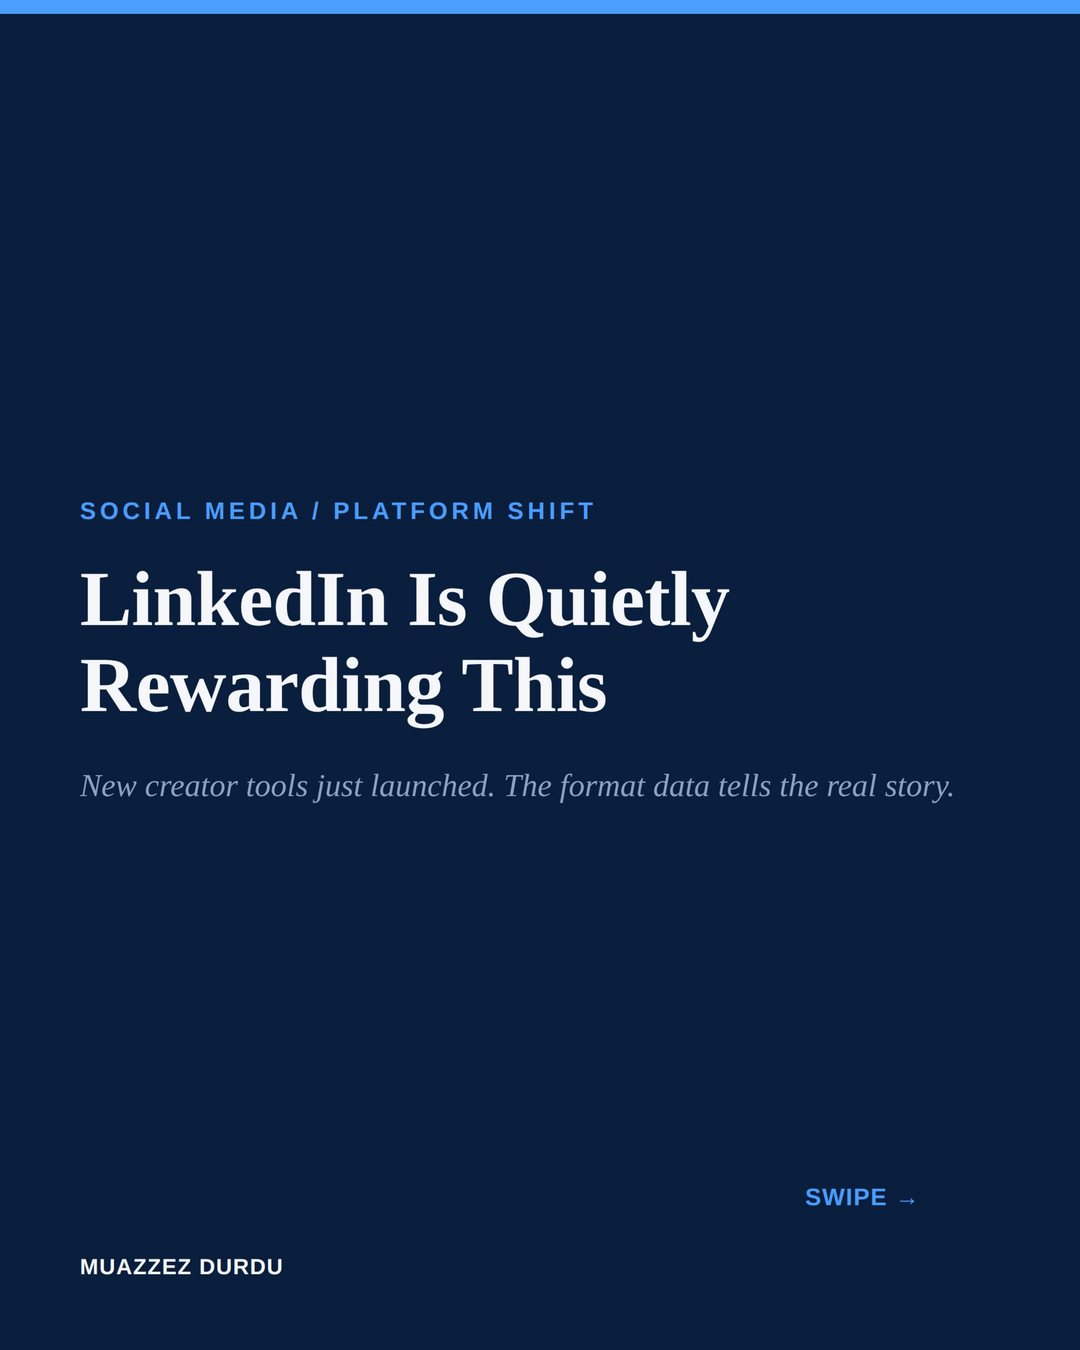 SOCIAL MEDIA / PLATFORM SHIFT
LinkedIn Is Quietly
Rewarding This
New creator tools just launched. The format data tells the real story.
SWIPE →
MUAZZEZ DURDU